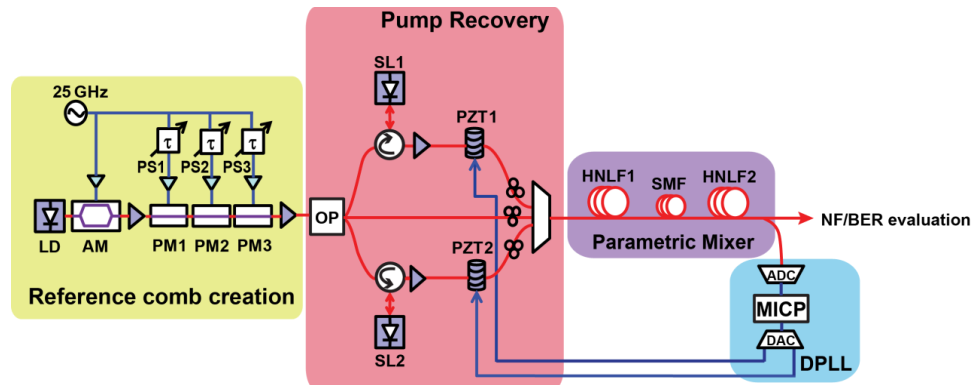 Pump Recovery
25 GHz
SL1
PZT1
τ
τ
τ
PS1
PS2
PS3
HNLF1
SMF
HNLF2
OP
NF/BER evaluation
LD
AM
PM1
PM2
PM3
Parametric Mixer
PZT2
Reference comb creation
ADC
MICP
DAC
SL2
DPLL